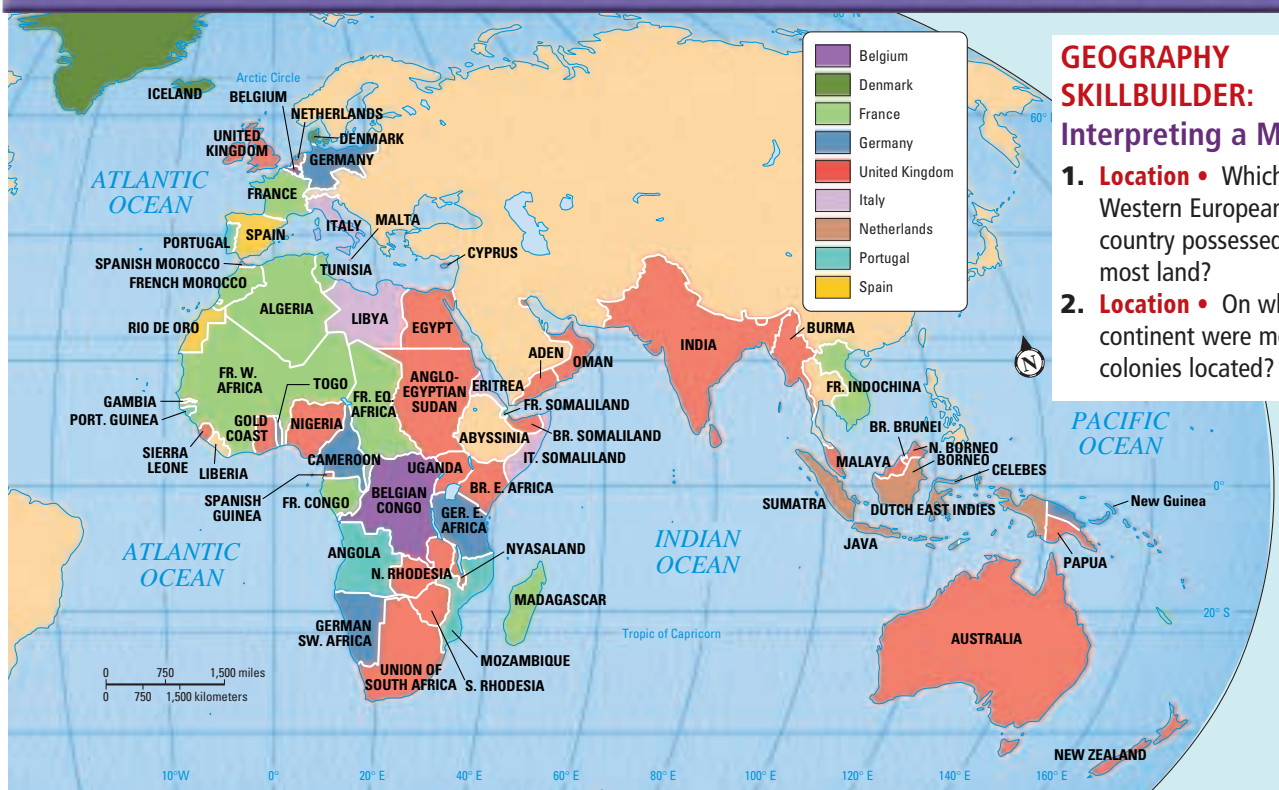 80° N
Arctic Circle
ICELAND
BELGIUM
NETHERLANDS
DENMARK
UNITED
KINGDOM
GERMANY
ATLANTIC
OCEAN
FRANCE
ITALY
MALTA
SPAIN
PORTUGAL
SPANISH MOROCCO
FRENCH MOROCCO
TUNISIA
CYPRUS
ALGERIA
LIBYA
EGYPT
RIO DE ORO
FR. W.
AFRICA
TOGO
FR. EQ.
AFRICA
ANGLO-
EGYPTIAN
SUDAN
ERITREA
ADEN
OMAN
FR. SOMALILAND
GAMBIA
PORT. GUINEA
GOLD
COAST
NIGERIA
ABYSSINIA
BR. SOMALILAND
IT. SOMALILAND
SIERRA
LEONE
LIBERIA
CAMEROON
UGANDA
BR. E. AFRICA
SPANISH
GUINEA
FR. CONGO
BELGIAN
CONGO
GER. E.
AFRICA
ATLANTIC
OCEAN
ANGOLA
NYASALAND
N. RHODESIA
MADAGASCAR
GERMAN
SW. AFRICA
MOZAMBIQUE
UNION OF
SOUTH AFRICA
S. RHODESIA
0 750 1,500 miles
0 750 1,500 kilometers
INDIA
BURMA
FR. INDOCHINA
BR. BRUNEI
N. BORNEO
BORNEO
CELEBES
MALAYA
SUMATRA
DUTCH EAST INDIES
JAVA
New Guinea
PAPUA
INDIAN
OCEAN
PACIFIC
OCEAN
Tropic of Capricorn
AUSTRALIA
NEW ZEALAND
N
60°
0°
20° S
10°W 0° 20° E 40° E 60° E 80° E 100° E 120° E 140° E 160° E
Belgium
Denmark
France
Germany
United Kingdom
Italy
Netherlands
Portugal
Spain
GEOGRAPHY
SKILLBUILDER:
Interpreting a M
1. Location • Which
Western European
country possessed
most land?
2. Location • On wh
continent were mo
colonies located?